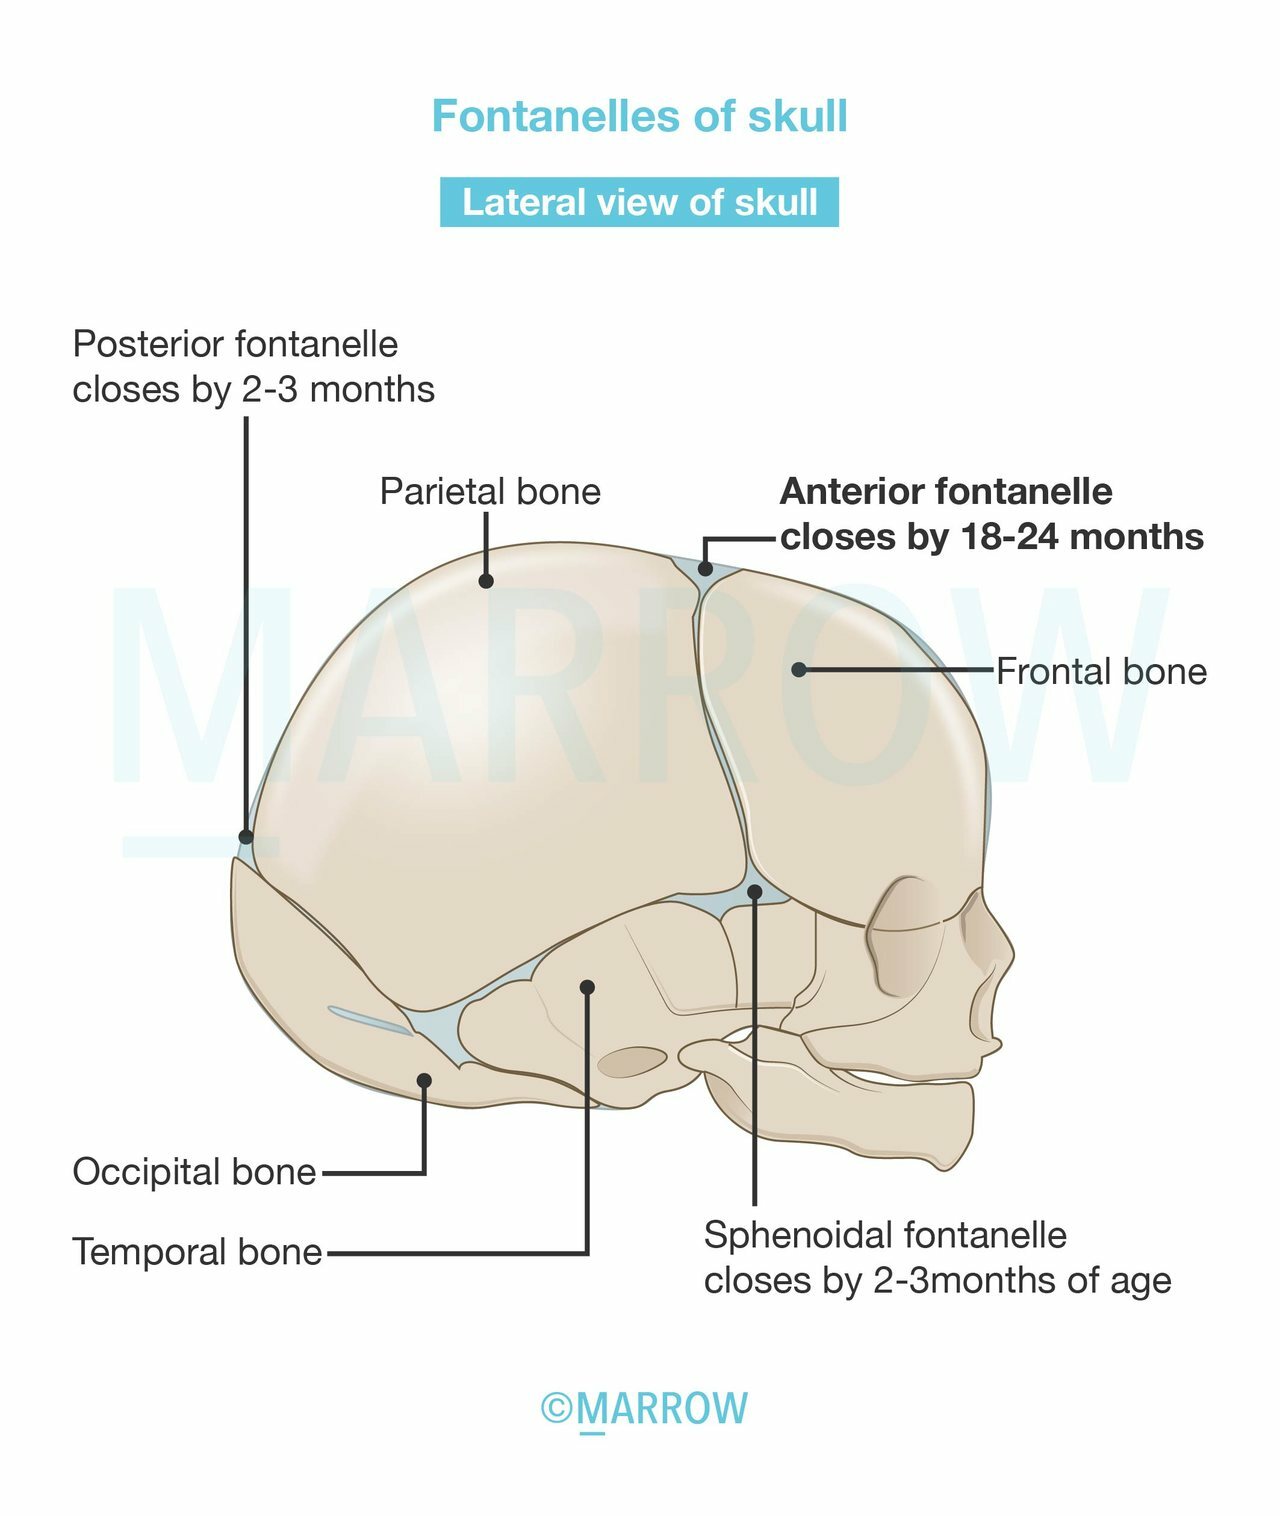 Fontanelles of skull
Lateral view of skull
Posterior fontanelle
closes by 2-3 months
Parietal bone
Anterior fontanelle
closes by 18-24 months
MARROW
Frontal bone
Occipital bone
Temporal bone
Sphenoidal fontanelle
closes by 2-3months of age
©MARROW